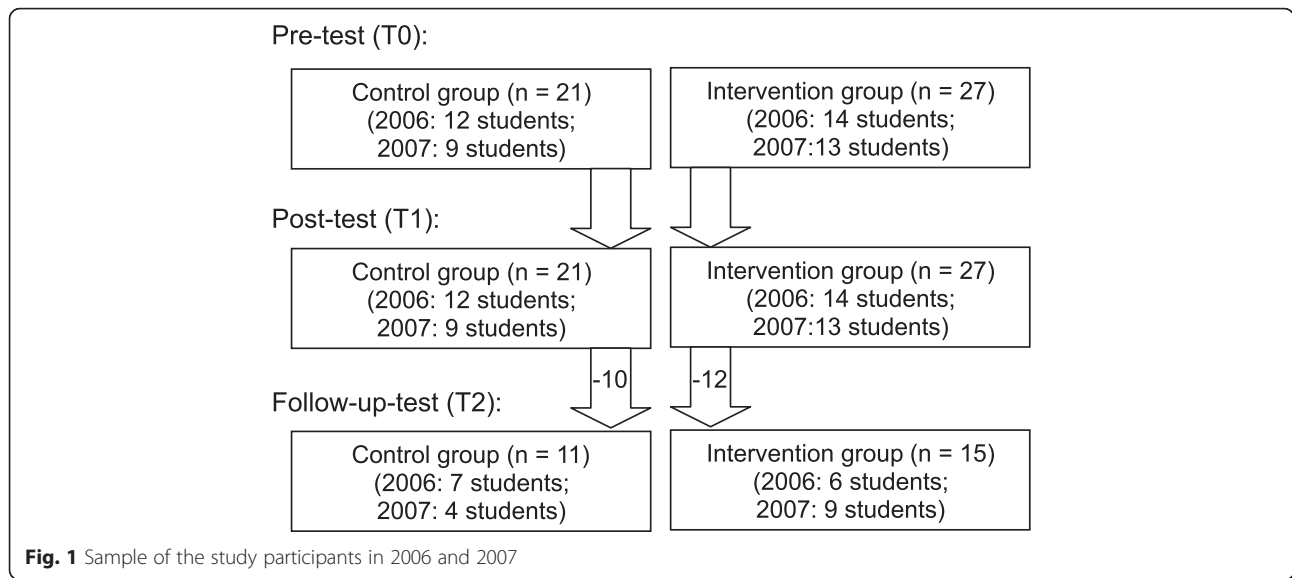 Pre-test (T0):
Control group (n = 21)
(2006: 12 students;
2007: 9 students)
Intervention group (n = 27)
(2006: 14 students;
2007:13 students)
Post-test (T1):
Control group (n = 21)
(2006: 12 students;
2007: 9 students)
Intervention group (n = 27)
(2006: 14 students;
2007:13 students)
-10
-12
Follow-up-test (T2):
Control group (n = 11)
(2006: 7 students;
2007: 4 students)
Intervention group (n = 15)
(2006: 6 students;
2007: 9 students)
Fig. 1 Sample of the study participants in 2006 and 2007